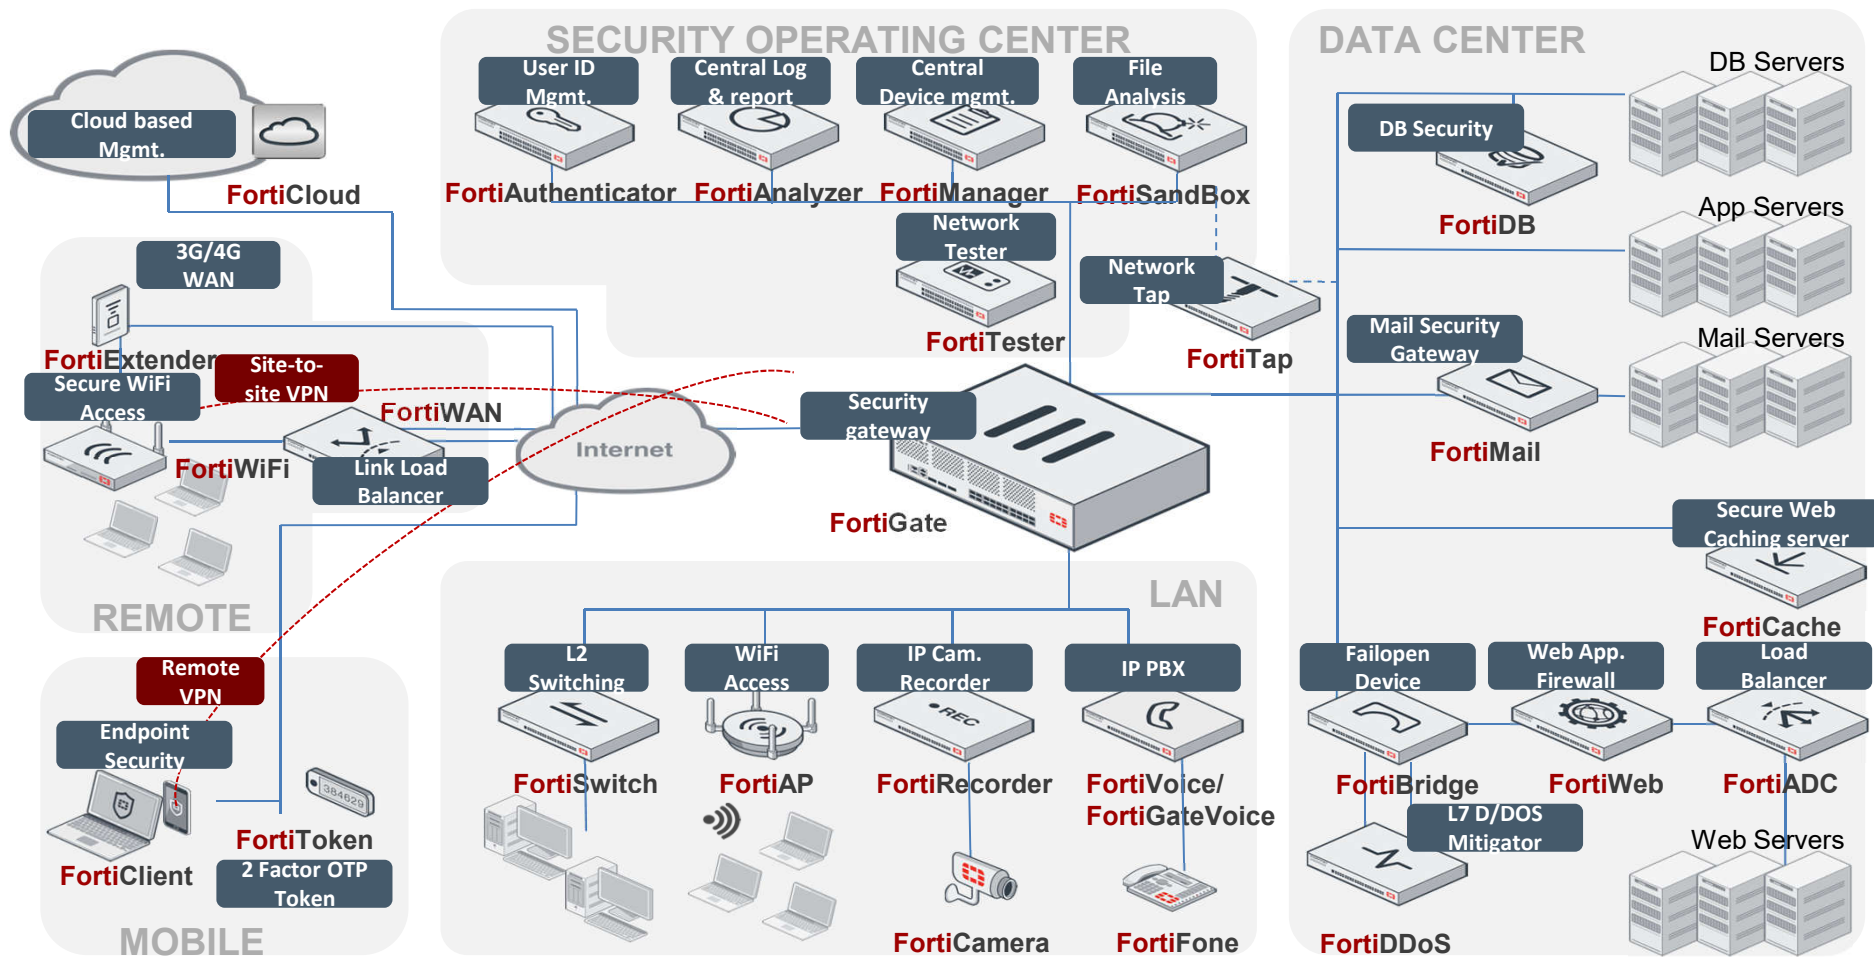 SECURITY OPERATING CENTER
DATA CENTER
User ID
Mgmt.
Central Log
& report
Central
Device mgmt.
File
Analysis
DB Servers
Cloud based
Mgmt.
DB Security
FortiCloud
FortiAuthenticator
FortiAnalyzer
FortiManager
FortiSandBox
FortiDB
App Servers
3G/4G
WAN
Network
Tester
Network
Tap
FortiExtender
FortiTester
FortiTap
Mail Security
Gateway
Mail Servers
Secure WiFi
Access
Site-to-
site VPN
FortiWAN
Internet
Security
gateway
FortiWiFi
Link Load
Balancer
FortiMail
FortiGate
Secure Web
Caching server
REMOTE
LAN
FortiCache
Remote
VPN
L2
Switching
WiFi
Access
IP Cam.
Recorder
IP PBX
Failopen
Device
Web App.
Firewall
Load
Balancer
REC
Endpoint
Security
384629
FortiSwitch
FortiAP
FortiRecorder
FortiVoice/
FortiGateVoice
FortiBridge
FortiWeb
FortiADC
FortiToken
FortiClient
2 Factor OTP
Token
L7 D/DOS
Mitigator
Web Servers
MOBILE
FortiCamera
FortiFone
FortiDDoS